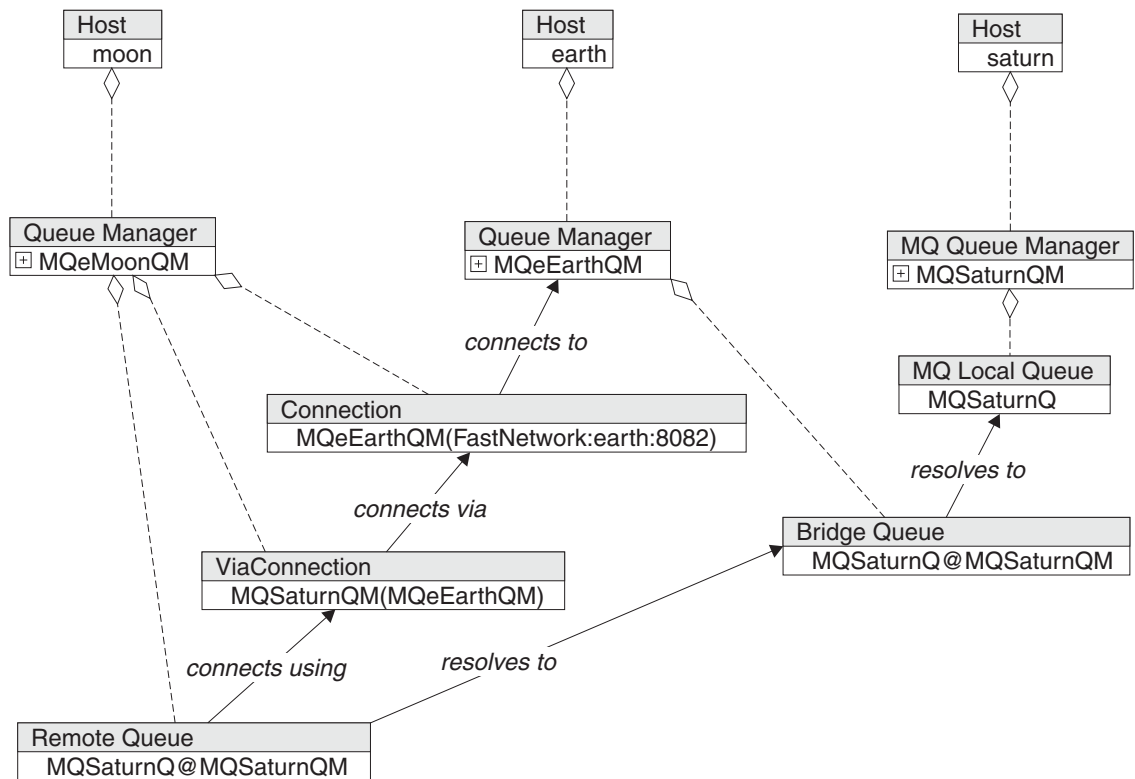 Host
moon
Host
earth
Host
saturn
Queue Manager
+ MQeMoonQM
Queue Manager
+ MQeEarthQM
MQ Queue Manager
+ MQSaturnQM
connects to
MQ Local Queue
MQSaturnQ
Connection
MQeEarthQM(FastNetwork:earth:8082)
resolves to
connects via
Bridge Queue
MQSaturnQ@MQSaturnQM
ViaConnection
MQSaturnQM(MQeEarthQM)
connects using
resolves to
Remote Queue
MQSaturnQ@MQSaturnQM